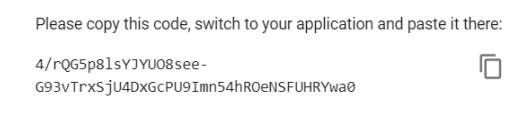 Please copy this code, switch to your application and paste it there:
4/rQG5p8lsYJYUO8see-
G93vTrxSjU4DxGcPU9Imn54hROeNSFUHRYwa0